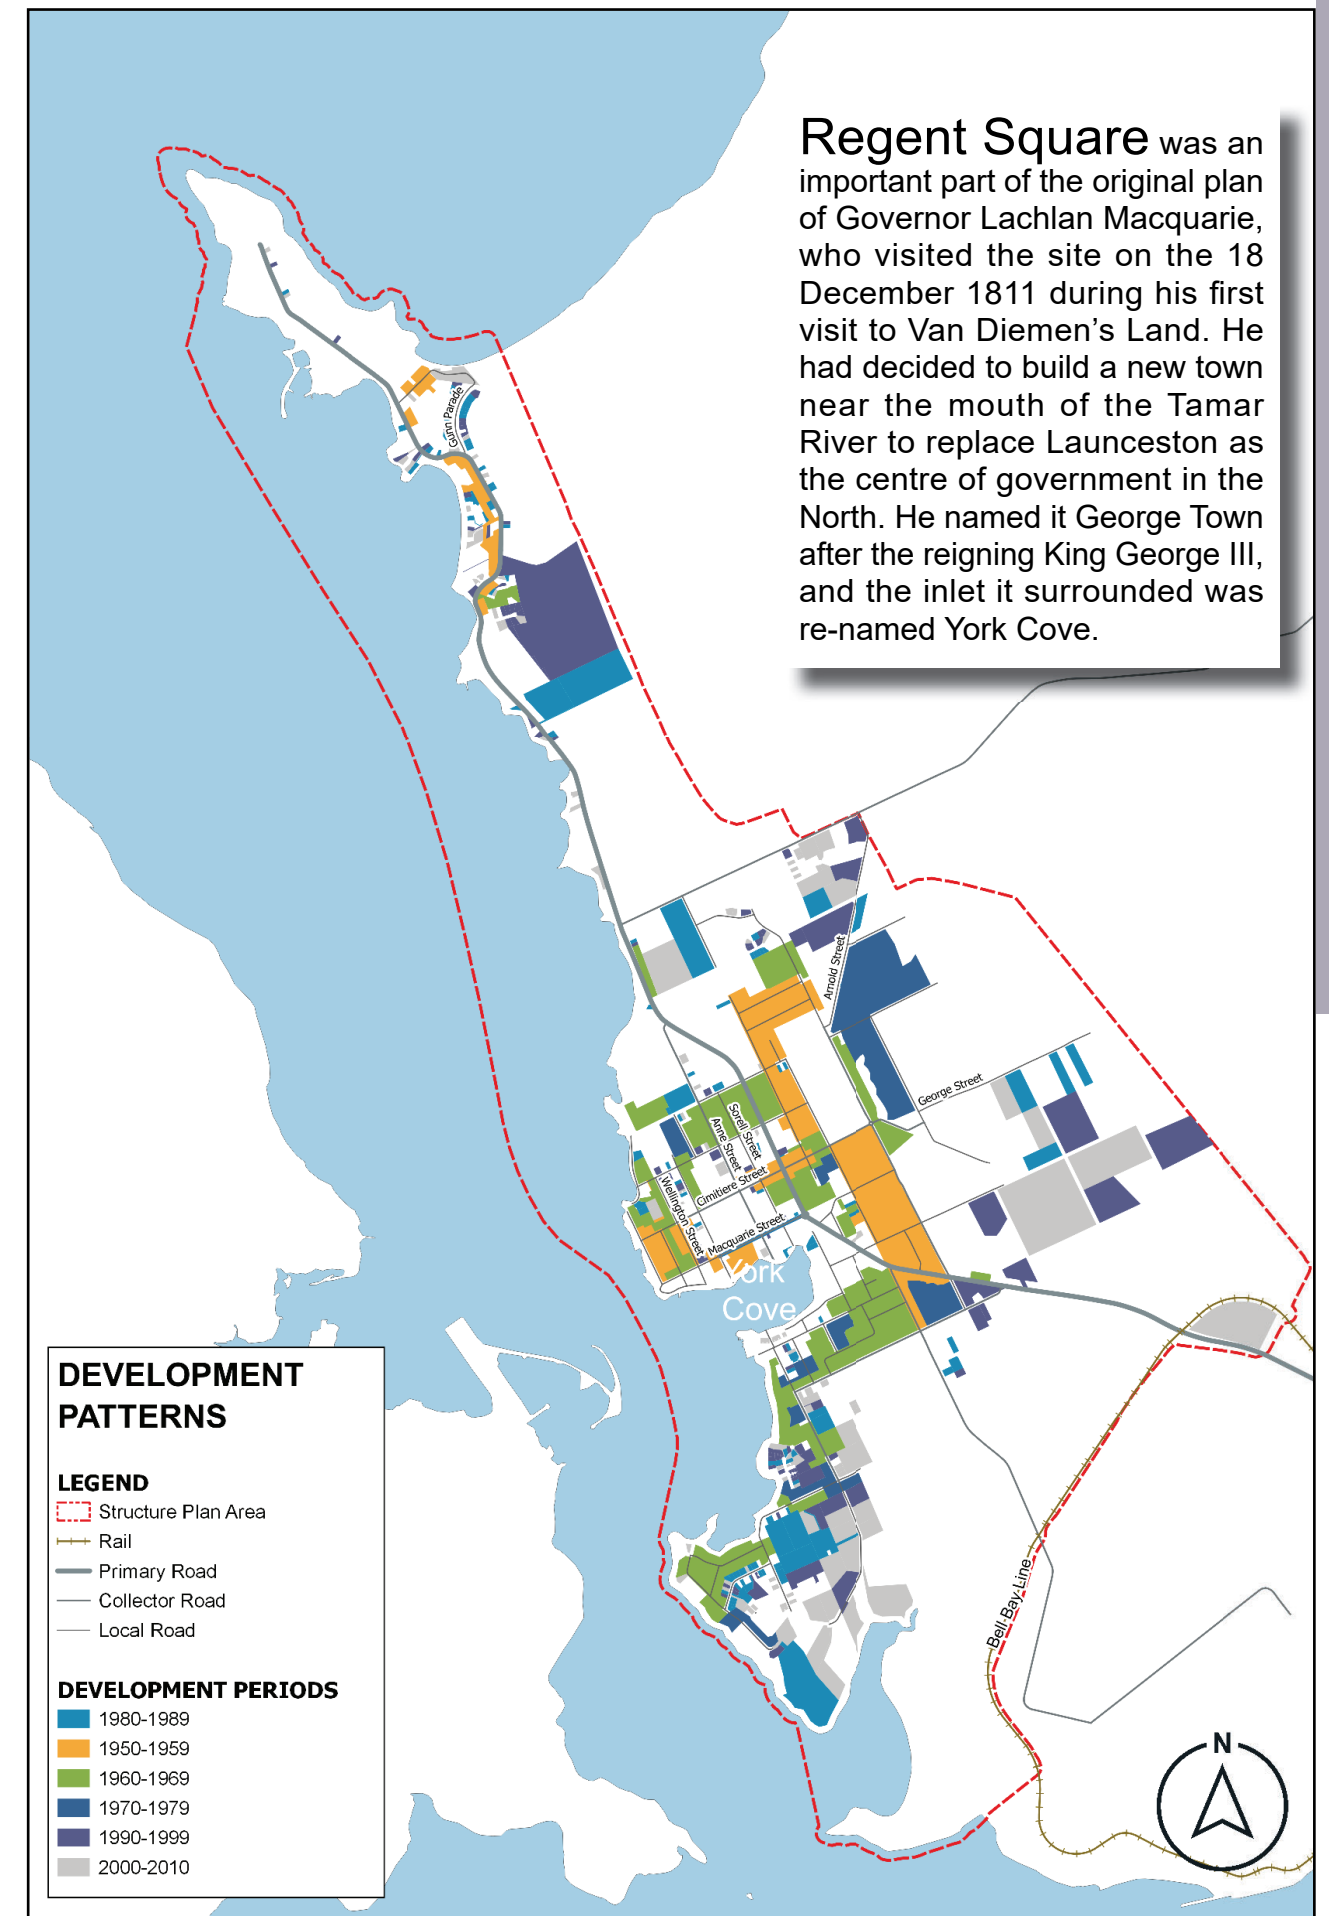 Regent Square was an
important part of the original plan
of Governor Lachlan Macquarie,
who visited the site on the 18
December 1811 during his first
visit to Van Diemen's Land. He
had decided to build a new town
near the mouth of the Tamar
River to replace Launceston as
the centre of government in the
North. He named it George Town
after the reigning King George III,
and the inlet it surrounded was
re-named York Cove.
Gunn Parade
Arnold Street
George Street
Sorell Street
Anne Street
Cimitiere Street
Wellington Street
Macquarie Street
York
Cove
Bell-Bay-Line
DEVELOPMENT
PATTERNS
LEGEND
Structure Plan Area
Rail
Primary Road
Collector Road
Local Road
DEVELOPMENT PERIODS
1980-1989
1950-1959
1960-1969
1970-1979
1990-1999
2000-2010
N